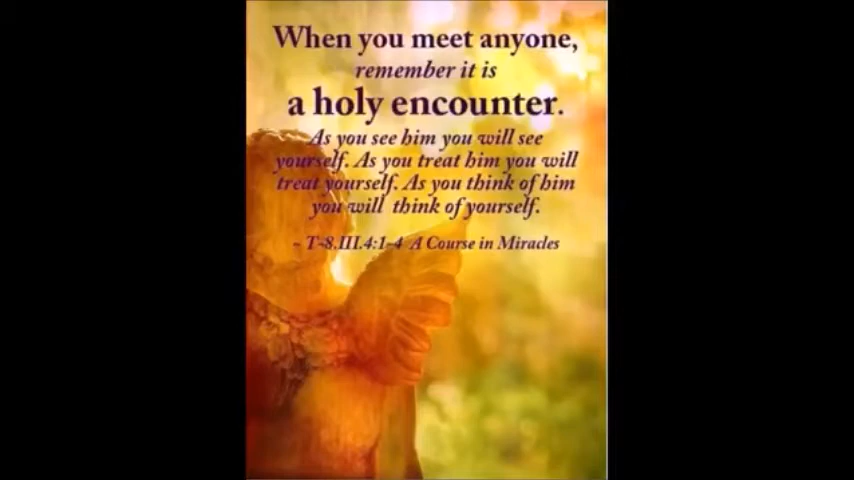 When you meet anyone,
remember it is
a holy encounter.
As you see him you will see
yourself. As you treat him you will
treat yourself. As you think of him
you will think of yourself.
~ T-8.III.4:1-4 A Course in Miracles